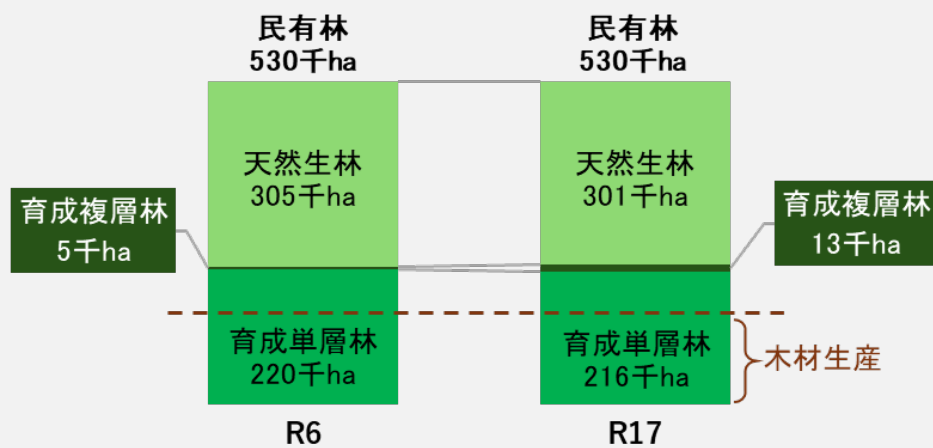 民有林
530千ha
民有林
530千ha
天然生林
305千ha
天然生林
301千ha
育成複層林
5千ha
育成複層林
13千ha
育成単層林
220千ha
育成単層林
216千ha
木材生産
R6
R17